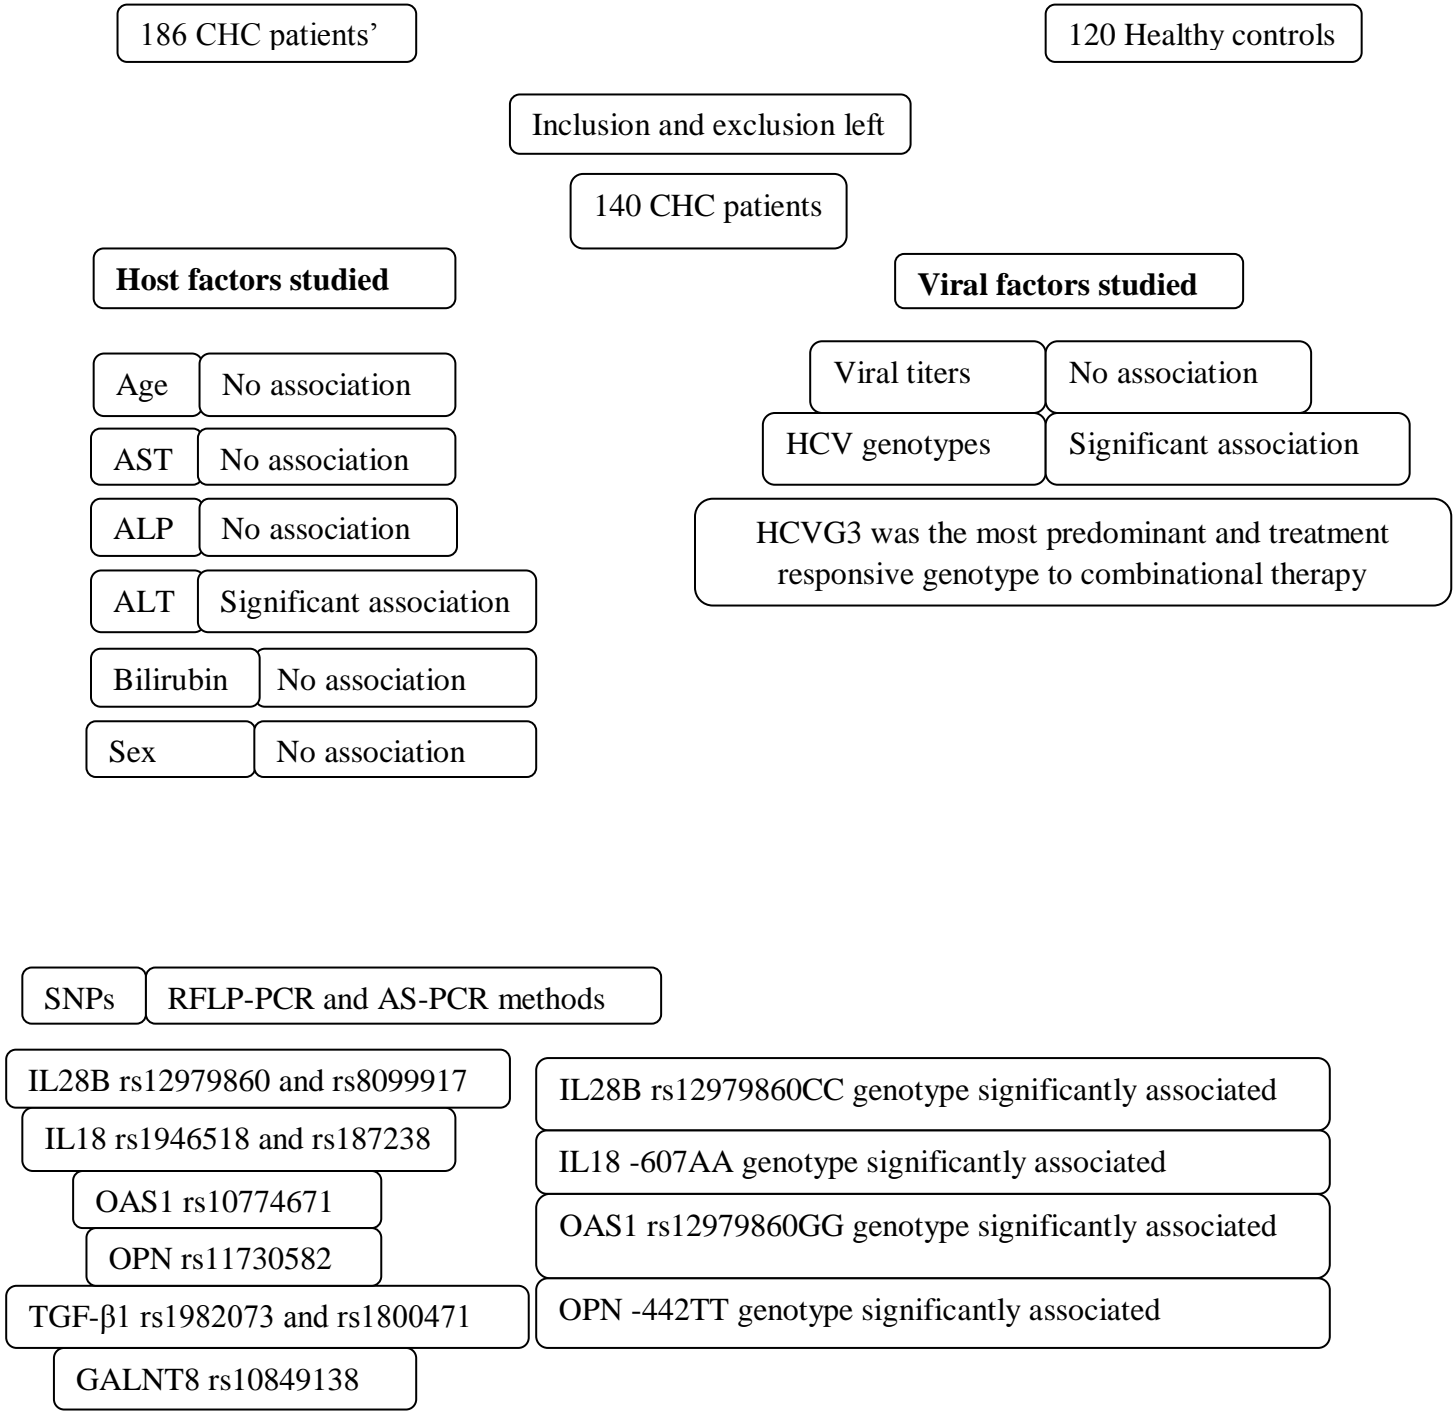 186 CHC patients’
120 Healthy controls
Inclusion and exclusion left
140 CHC patients
Host factors studied
Age No association
AST No association
ALP No association
ALT Significant association
Bilirubin No association
Sex No association
Viral factors studied
Viral titers No association
HCV genotypes Significant association
HCVG3 was the most predominant and treatment
responsive genotype to combinational therapy
SNPs RFLP-PCR and AS-PCR methods
IL28B rs12979860 and rs8099917
IL18 rs1946518 and rs187238
OAS1 rs10774671
OPN rs11730582
TGF-β1 rs1982073 and rs1800471
GALNT8 rs10849138
IL28B rs12979860CC genotype significantly associated
IL18 -607AA genotype significantly associated
OAS1 rs12979860GG genotype significantly associated
OPN -442TT genotype significantly associated